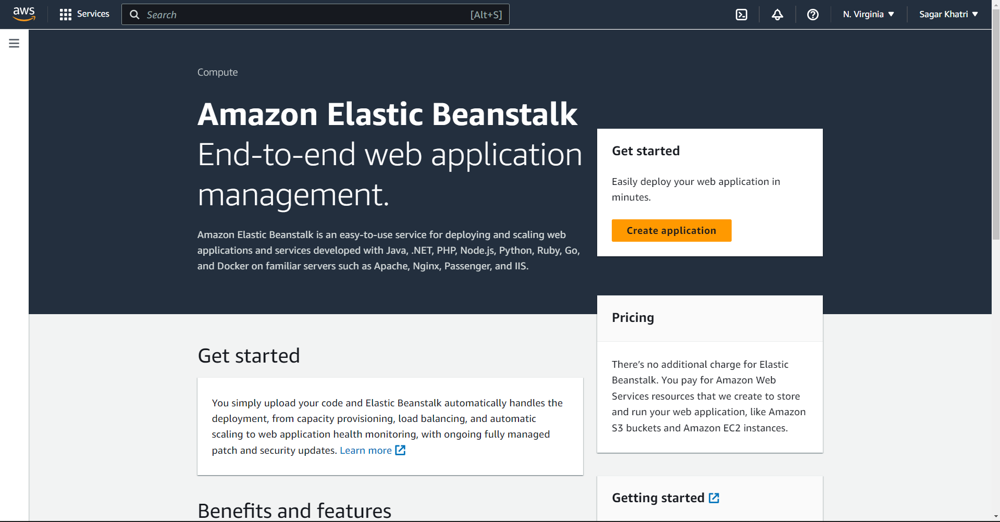 aws
Services
Search
[Alt+S]
N. Virginia
Sagar Khatri
Compute
Amazon Elastic Beanstalk
End-to-end web application
management.
Amazon Elastic Beanstalk is an easy-to-use service for deploying and scaling web
applications and services developed with Java, .NET, PHP, Node.js, Python, Ruby, Go,
and Docker on familiar servers such as Apache, Nginx, Passenger, and IIS.
Get started
Easily deploy your web application in
minutes.
Create application
Pricing
There’s no additional charge for Elastic
Beanstalk. You pay for Amazon Web
Services resources that we create to store
and run your web application, like Amazon
S3 buckets and Amazon EC2 instances.
Get started
You simply upload your code and Elastic Beanstalk automatically handles the
deployment, from capacity provisioning, load balancing, and automatic
scaling to web application health monitoring, with ongoing fully managed
patch and security updates. Learn more
Getting started
Benefits and features